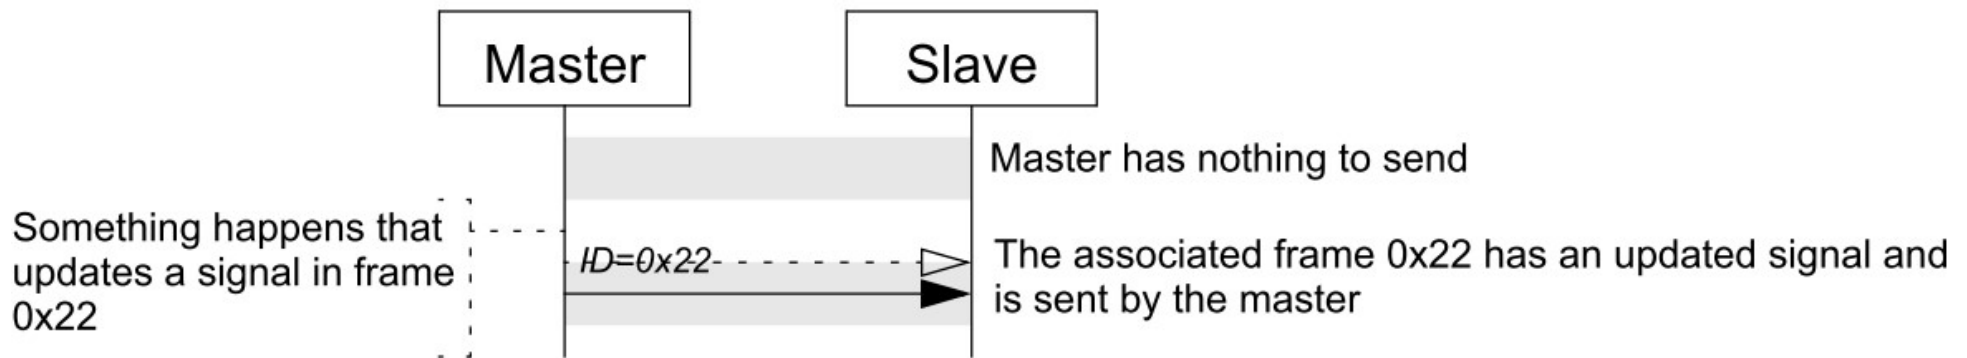 Master
Slave
Master has nothing to send
Something happens that
updates a signal in frame
0x22
ID=0x22
The associated frame 0x22 has an updated signal and
is sent by the master